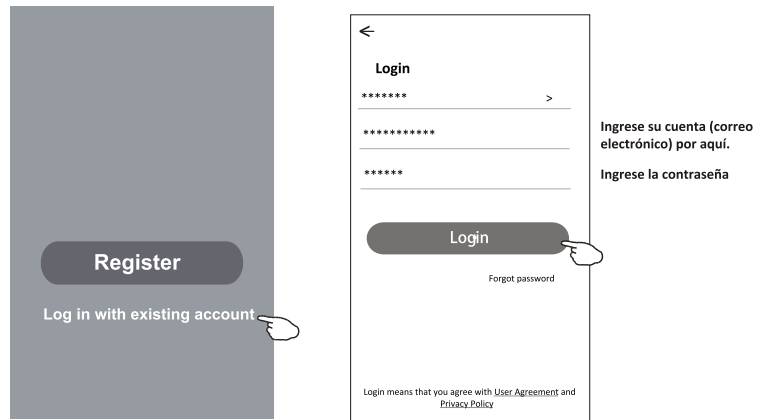 Register
Log in with existing account
Login
*******
>
***********
******
Login
Forgot password
Login means that you agree with User Agreement and
Privacy Policy
Ingrese su cuenta (correo
electrónico) por aquí.
Ingrese la contraseña